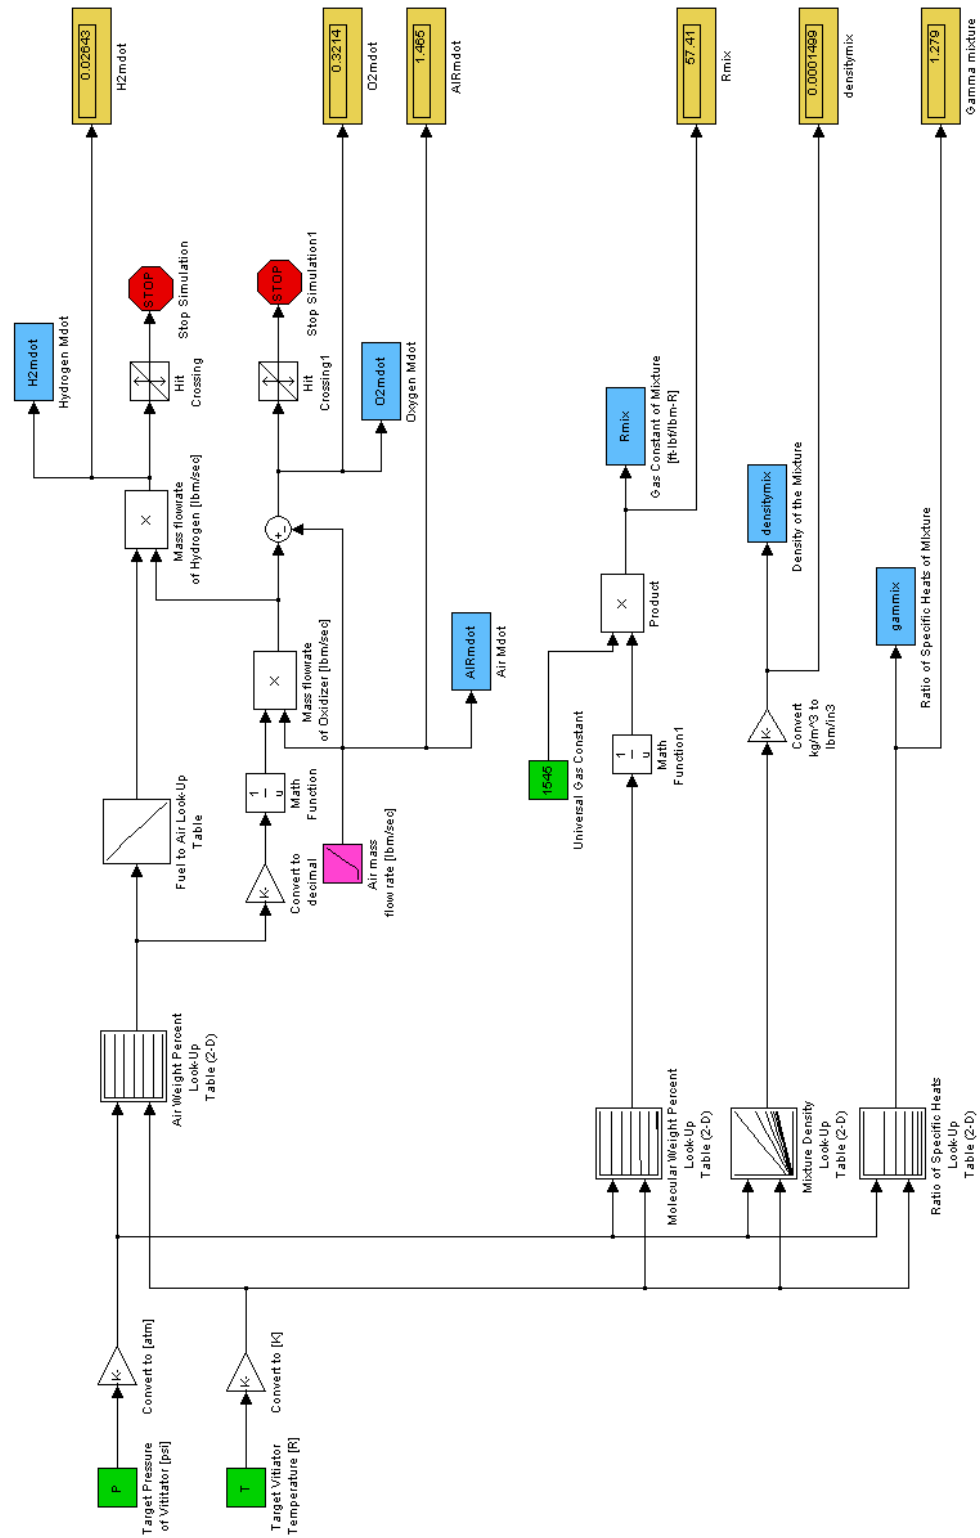 P
Target Pressure
of Vititator [psi]
K-
Convert to [atm]
T
Target Vitiator
Temperature [R]
K-
Convert to [K]
Air Weight Percent
Look-Up
Table (2-D)
Fuel to Air Look-Up
Table
K-
Convert to
decimal
1
u
Math
Function
Air mass
flow rate [lbm/sec]
×
Mass flowrate
of Oxidizer [lbm/sec]
×
Mass flowrate
of Hydrogen [lbm/sec]
+
-
H2mdot
Hydrogen Mdot
Hit
Crossing
STOP
Stop Simulation
Hit
Crossing1
STOP
Stop Simulation1
O2mdot
Oxygen Mdot
AIRmdot
Air Mdot
0.02643
H2mdot
0.3214
O2mdot
1.465
AIRmdot
Molecular Weight Percent
Look-Up
Table (2-D)
1545
Universal Gas Constant
1
u
Math
Function1
×
Product
Rmix
Gas Constant of Mixture
[ft-lbf/lbm-R]
57.41
Rmix
Mixture Density
Look-Up
Table (2-D)
K-
Convert
kg/m^3 to
lbm/in3
densitymix
Density of the Mixture
0.0001499
densitymix
Ratio of Specific Heats
Look-Up
Table (2-D)
gammix
Ratio of Specific Heats of Mixture
1.279
Gamma mixture